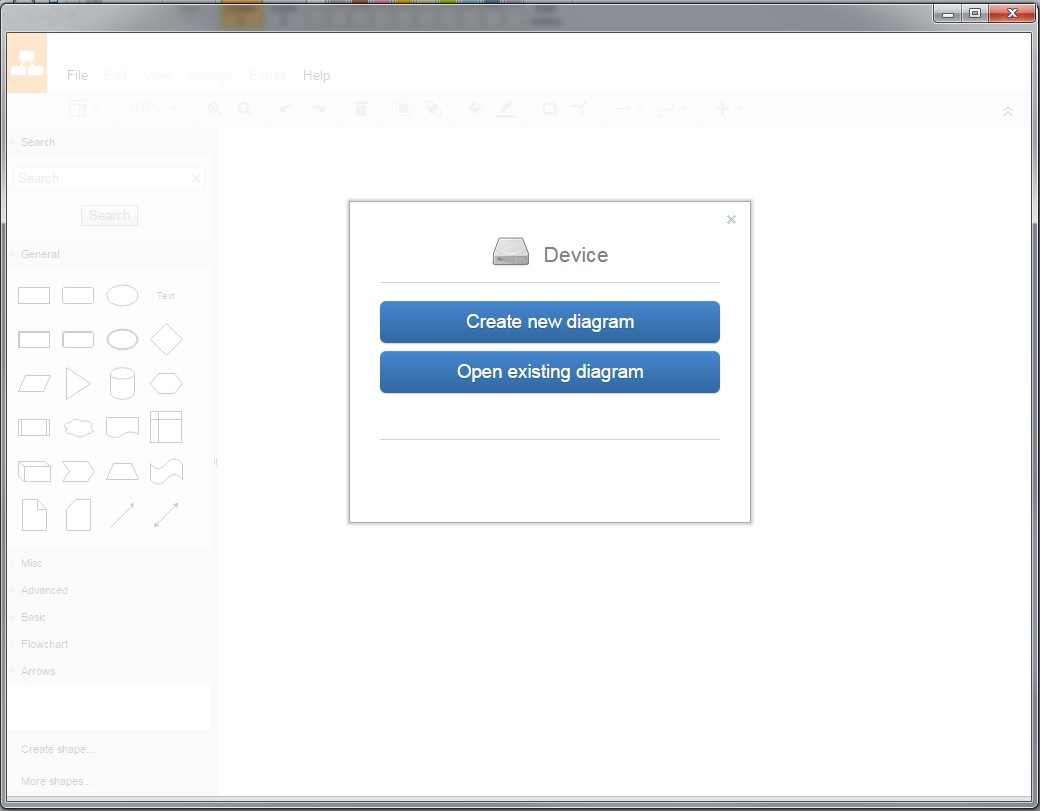 File Edit View Arrange Extras Help
100%
Search
Search
Search
General
Text
Misc
Advanced
Basic
Flowchart
Arrows
Create shape...
More shapes...
Device
Create new diagram
Open existing diagram